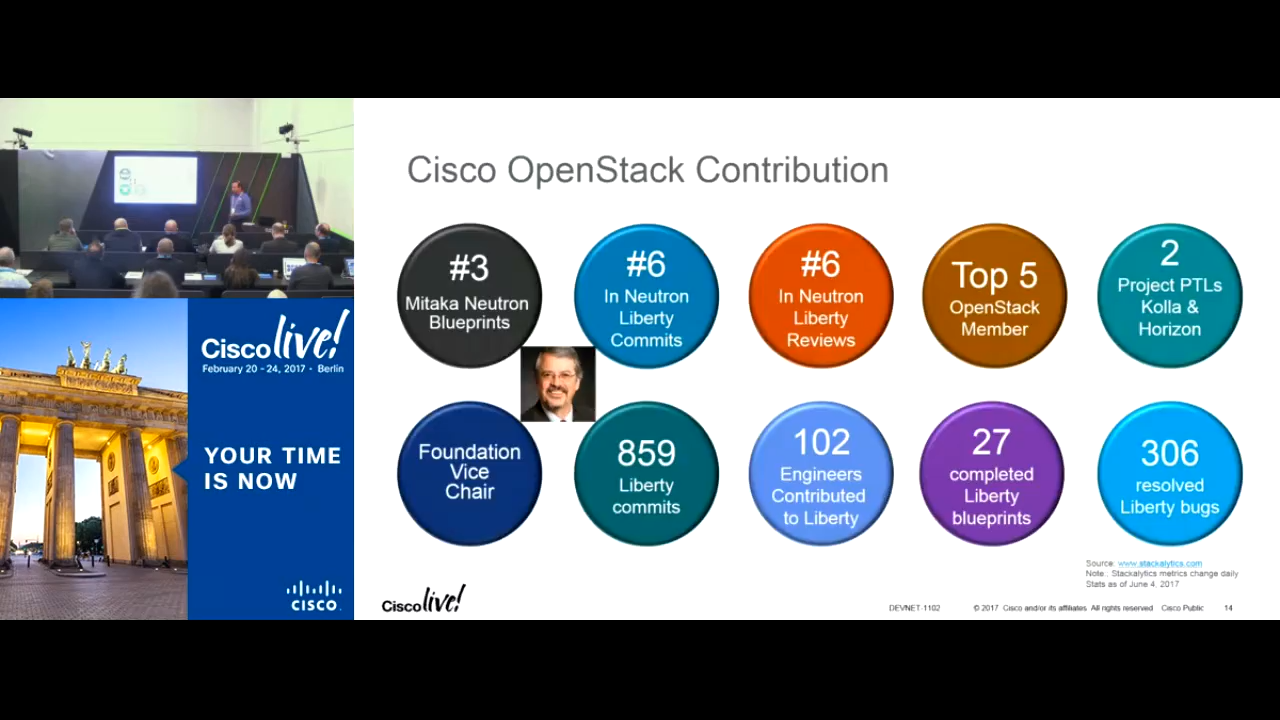 Cisco live!
February 20 - 24, 2017 • Berlin
YOUR TIME
IS NOW
CISCO
Cisco OpenStack Contribution
#3
Mitaka Neutron
Blueprints
#6
In Neutron
Liberty
Commits
#6
In Neutron
Liberty
Reviews
Top 5
OpenStack
Member
2
Project PTLs
Kolla &
Horizon
Foundation
Vice
Chair
859
Liberty
commits
102
Engineers
Contributed
to Liberty
27
completed
Liberty
blueprints
306
resolved
Liberty bugs
Source: www.stackalytics.com
Note: Stackalytics metrics change daily
Stats as of June 4, 2017
Cisco live!
DEVNET-1102 © 2017 Cisco and/or its affiliates. All rights reserved. Cisco Public 14